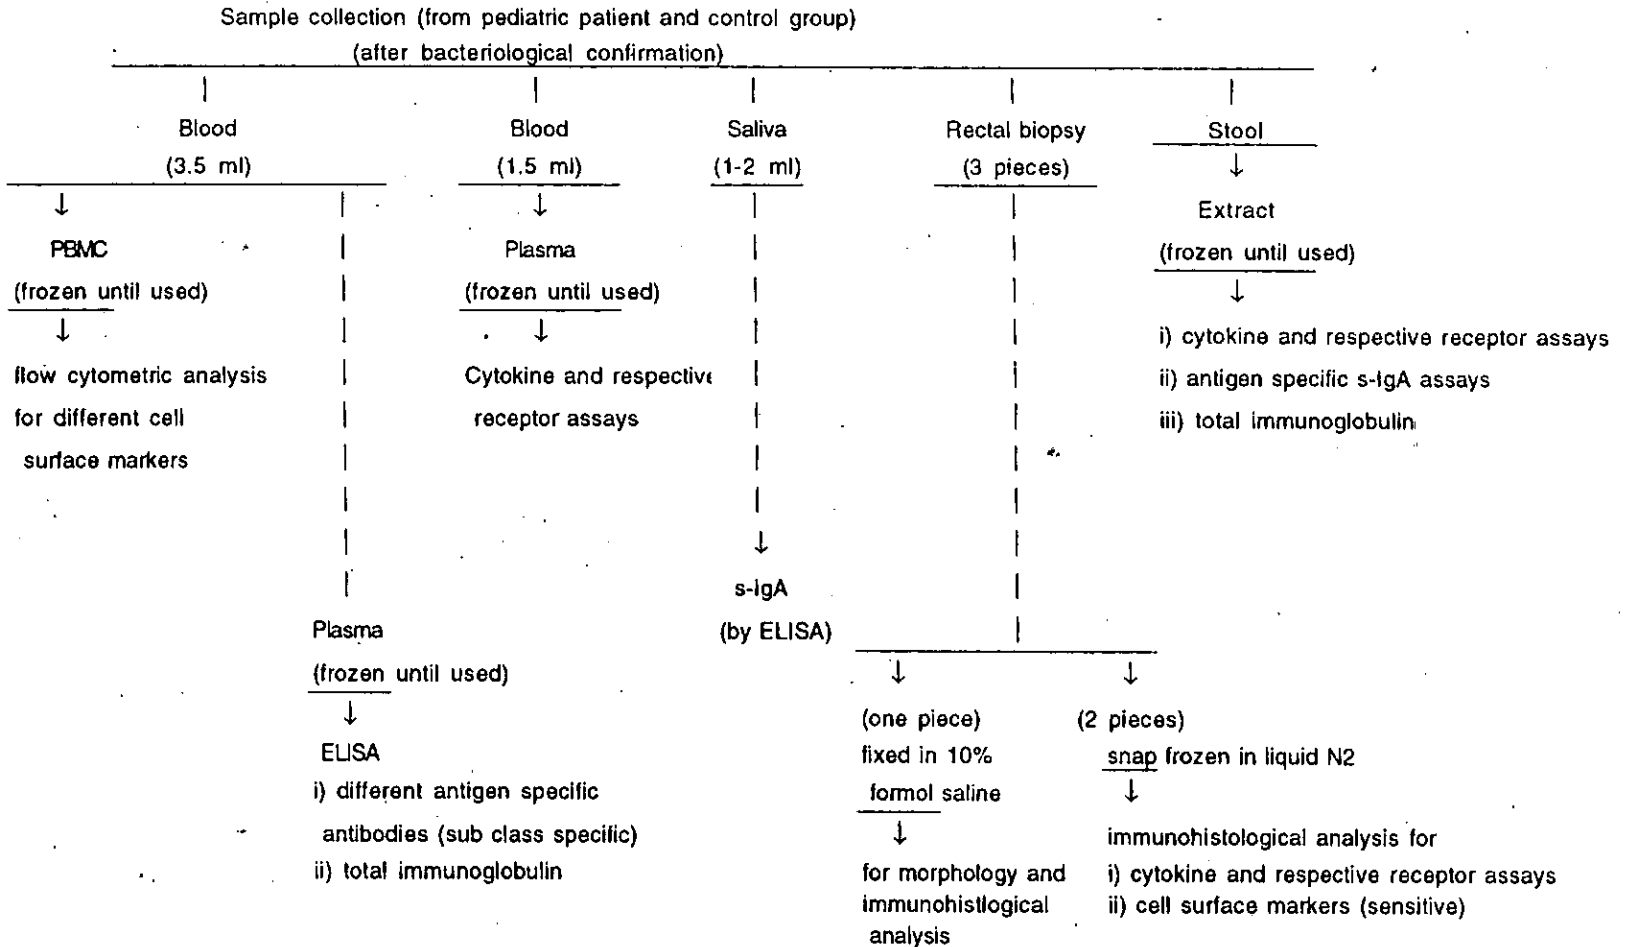 Sample collection (from pediatric patient and control group)
(after bacteriological confirmation)
Blood
(3.5 ml)
PBMC
(frozen until used)
flow cytometric analysis
for different cell
surface markers
Plasma
(frozen until used)
ELISA
i) different antigen specific
antibodies (sub class specific)
ii) total immunoglobulin
Blood
(1.5 ml)
Plasma
(frozen until used)
Cytokine and respective
receptor assays
Saliva
(1-2 ml)
s-IgA
(by ELISA)
Rectal biopsy
(3 pieces)
(one piece)
fixed in 10%
formol saline
for morphology and
immunohistlogical
analysis
(2 pieces)
snap frozen in liquid N2
immunohistological analysis for
i) cytokine and respective receptor assays
ii) cell surface markers (sensitive)
Stool
Extract
(frozen until used)
i) cytokine and respective receptor assays
ii) antigen specific s-IgA assays
iii) total immunoglobulin